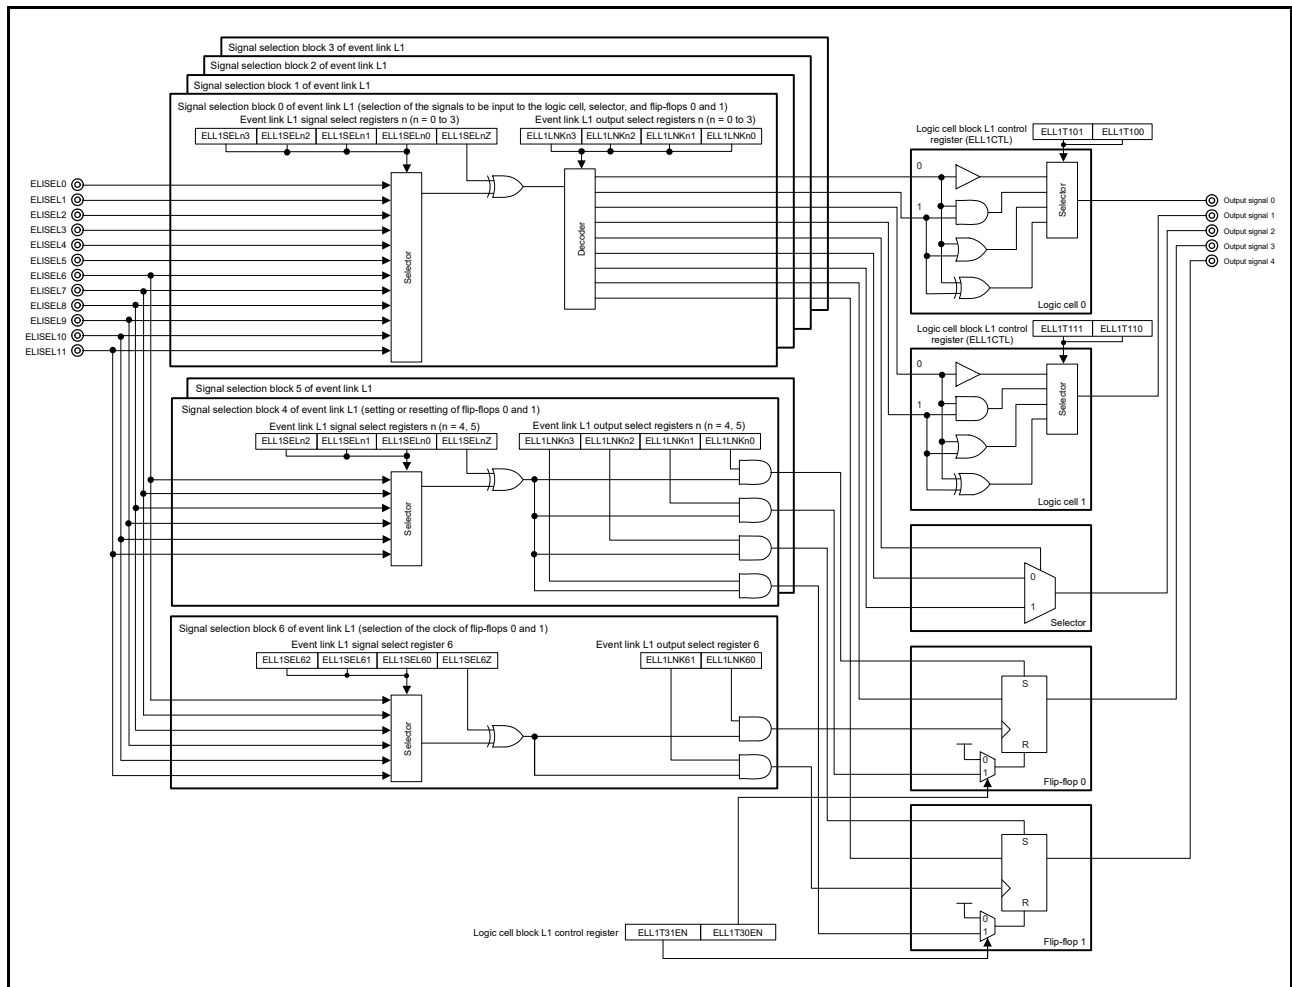 Signal selection block 3 of event link L1
Signal selection block 2 of event link L1
Signal selection block 1 of event link L1
Signal selection block 0 of event link L1 (selection of the signals to be input to the logic cell, selector, and flip-flops 0 and 1)
Event link L1 signal select registers n (n = 0 to 3)
Event link L1 output select registers n (n = 0 to 3)
ELL1SELn3 ELL1SELn2 ELL1SELn1 ELL1SELn0 ELL1SELnZ
ELL1LNKn3 ELL1LNKn2 ELL1LNKn1 ELL1LNKn0
ELISEL0
ELISEL1
ELISEL2
ELISEL3
ELISEL4
ELISEL5
ELISEL6
ELISEL7
ELISEL8
ELISEL9
ELISEL10
ELISEL11
Selector
Decoder
Logic cell block L1 control
register (ELL1CTL)
ELL1T101 ELL1T100
0
1
Selector
Logic cell 0
Output signal 0
Output signal 1
Output signal 2
Output signal 3
Output signal 4
Logic cell block L1 control
register (ELL1CTL)
ELL1T111 ELL1T110
0
1
Selector
Logic cell 1
Signal selection block 5 of event link L1
Signal selection block 4 of event link L1 (setting or resetting of flip-flops 0 and 1)
Event link L1 signal select registers n (n = 4, 5)
Event link L1 output select registers n (n = 4, 5)
ELL1SELn2 ELL1SELn1 ELL1SELn0 ELL1SELnZ
ELL1LNKn3 ELL1LNKn2 ELL1LNKn1 ELL1LNKn0
Selector
0
1
Selector
Signal selection block 6 of event link L1 (selection of the clock of flip-flops 0 and 1)
Event link L1 signal select register 6
Event link L1 output select register 6
ELL1SEL62 ELL1SEL61 ELL1SEL60 ELL1SEL6Z
ELL1LNK61 ELL1LNK60
Selector
S
R
0
1
Flip-flop 0
S
R
0
1
Flip-flop 1
Logic cell block L1 control register
ELL1T31EN ELL1T30EN